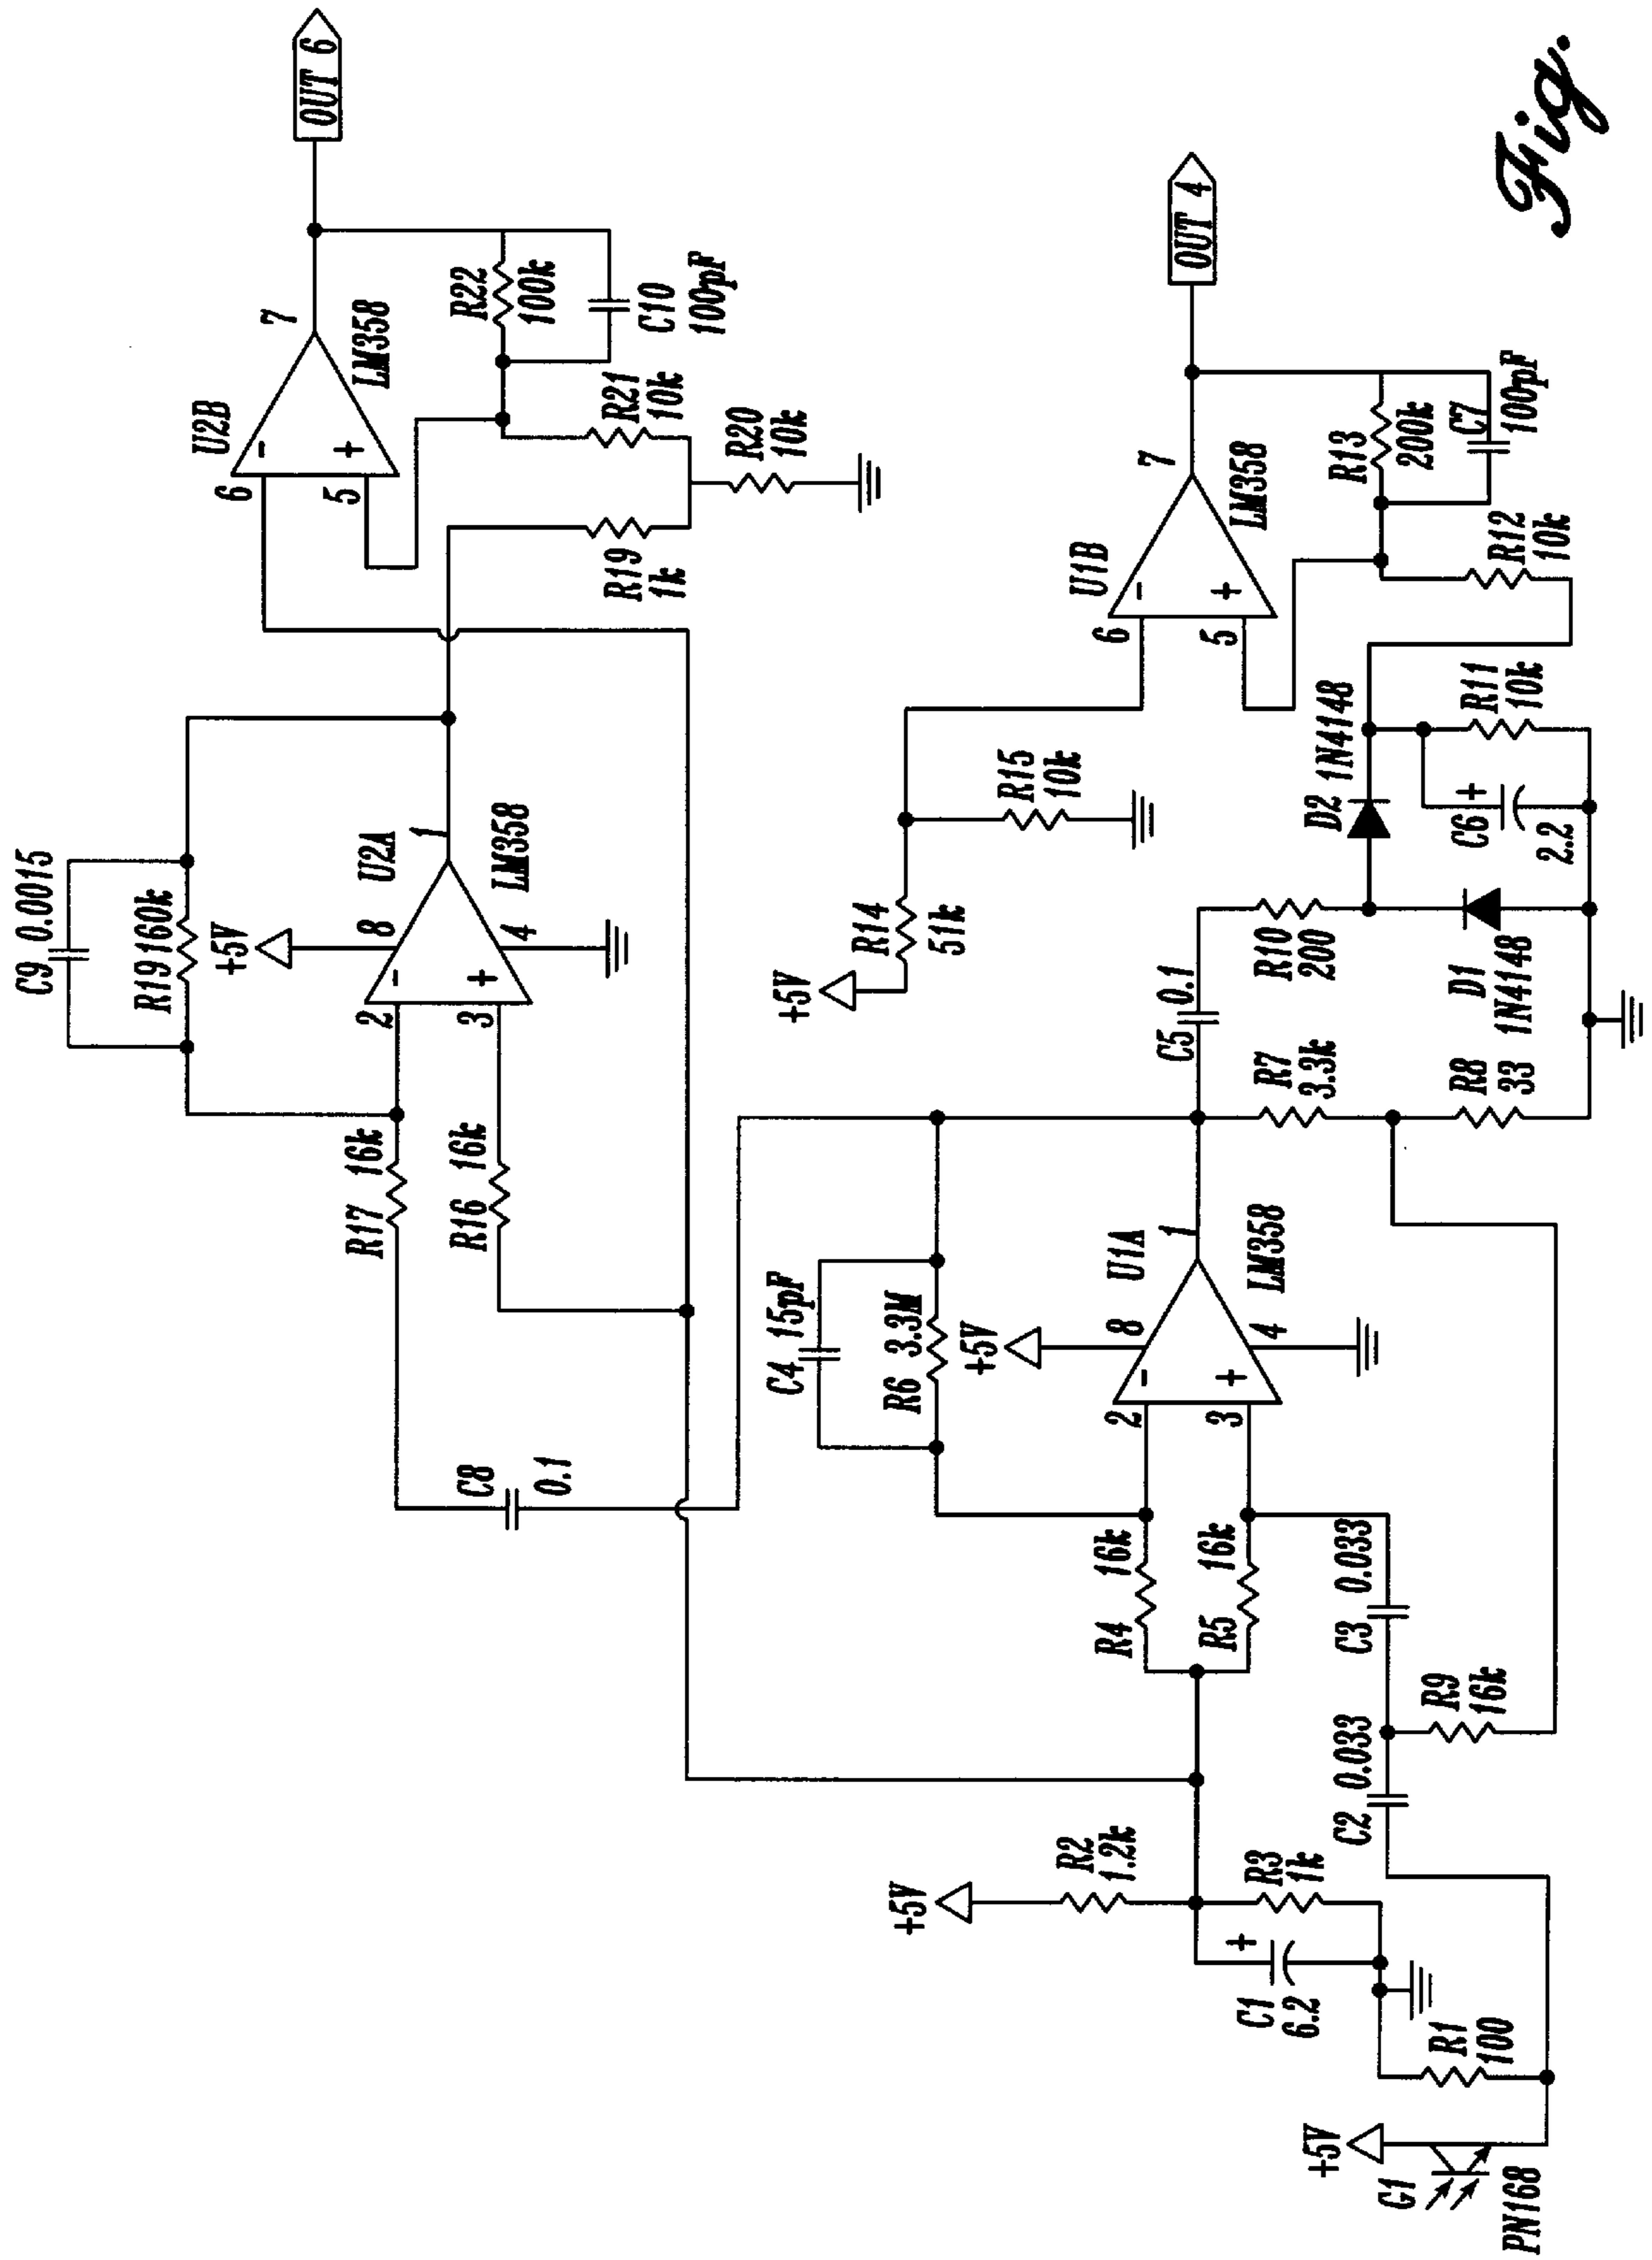 C9 0.0015
R19 160k
+5V
8
U2A
2
3
1
4
LM358
R17 16k
R16 16k
C8
0.1
U2B
6
5
7
LM358
OUT 6
R22
100k
C10
100pF
R21
10k
R19
1k
R20
10k
+5V
R14
51k
R15
10k
U1B
6
5
7
LM358
OUT 4
R13
200k
C7
100pF
R12
10k
C4 15pF
R6 3.3M
+5V
8
U1A
2
3
1
4
LM358
R4 16k
R5 16k
C5 0.1
R7
3.3k
R8
33
R10
200
D1
1N4148
D2 1N4148
C6 +
2.2
R11
10k
+5V
R2
1.2k
R3
1k
C1 +
6.2
R1
100
C2 0.033
C3 0.033
R9
16k
+5V
G1
PN168
Fig.